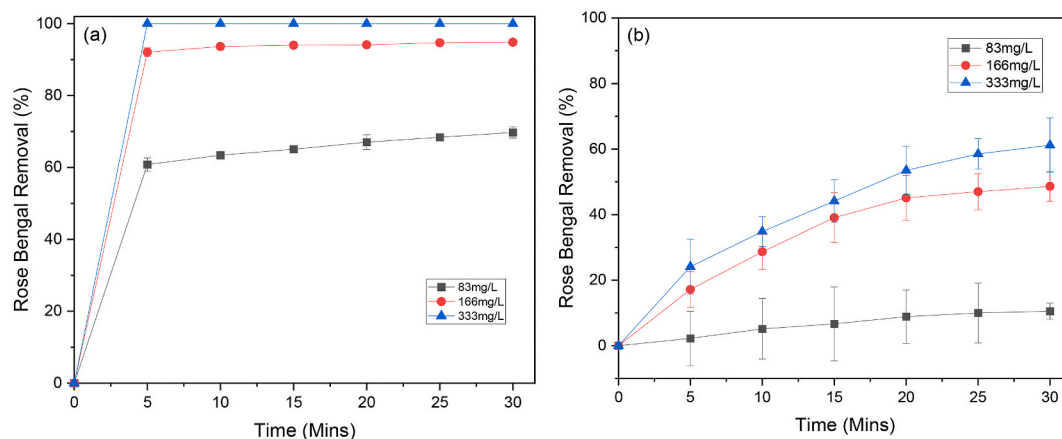 (a)
Rose Bengal Removal (%)
100
80
60
40
20
0
83mg/L
166mg/L
333mg/L
0 5 10 15 20 25 30
Time (Mins)
(b)
Rose Bengal Removal (%)
100
80
60
40
20
0
83mg/L
166mg/L
333mg/L
0 5 10 15 20 25 30
Time (Mins)